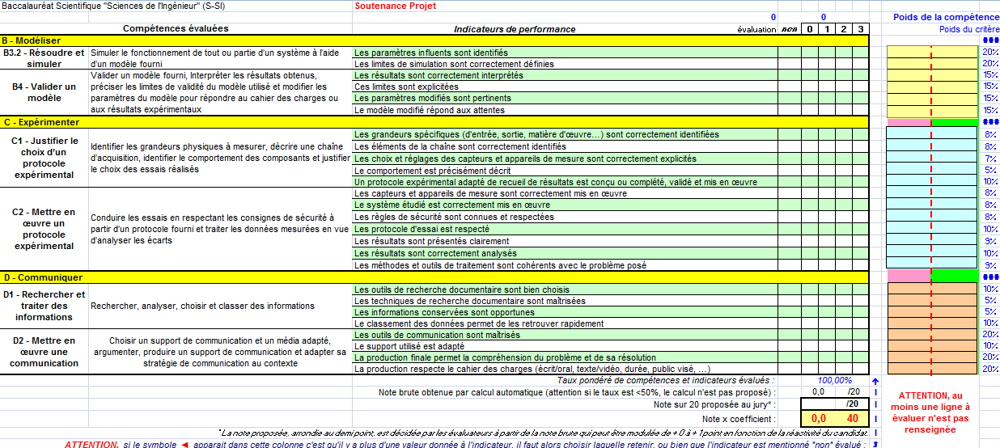 Baccalauréat Scientifique "Sciences de l'Ingénieur" (S-SI) Soutenance Projet
0 0 Poids de la compétence
Compétences évaluées Indicateurs de performance évaluation non 0 1 2 3 Poids du critère
B - Modéliser ###
B3.2 - Résoudre et simuler
Simuler le fonctionnement de tout ou partie d'un système à l'aide
d'un modèle fourni
Les paramètres influents sont identifiés 20%
Les limites de simulation sont correctement définies 20%
B4 - Valider un modèle
Valider un modèle fourni, Interpréter les résultats obtenus,
préciser les limites de validité du modèle utilisé et modifier les
paramètres du modèle pour répondre au cahier des charges ou
aux résultats expérimentaux
Les résultats sont correctement interprétés 15%
Ces limites sont explicitées 15%
Les paramètres modifiés sont pertinents 15%
Le modèle modifié répond aux attentes 15%
C - Expérimenter ###
C1 - Justifier le
choix d'un
protocole
expérimental
Identifier les grandeurs physiques à mesurer, décrire une chaîne
d'acquisition, identifier le comportement des composants et justifier
le choix des essais réalisés
Les grandeurs spécifiques (d'entrée, sortie, matière d'œuvre…) sont correctement identifiées 8%
Les éléments de la chaîne sont correctement identifiés 8%
Les choix et réglages des capteurs et appareils de mesure sont correctement explicités 7%
Le comportement est précisément décrit 5%
Un protocole expérimental adapté de recueil de résultats est conçu ou complété, validé et mis en œuvre 10%
C2 - Mettre en
œuvre un
protocole
expérimental
Conduire les essais en respectant les consignes de sécurité à
partir d'un protocole fourni et traiter les données mesurées en vue
d'analyser les écarts
Les capteurs et appareils de mesure sont correctement mis en œuvre 8%
Le système étudié est correctement mis en œuvre 8%
Les règles de sécurité sont connues et respectées 8%
Les protocole d'essai est respecté 10%
Les résultats sont présentés clairement 9%
Les résultats sont correctement analysés 10%
Les méthodes et outils de traitement sont cohérents avec le problème posé 9%
D - Communiquer ###
D1 - Rechercher et
traiter des
informations
Rechercher, analyser, choisir et classer des informations
Les outils de recherche documentaire sont bien choisis 10%
Les techniques de recherche documentaire sont maîtrisées 5%
Les informations conservées sont opportunes 5%
Le classement des données permet de les retrouver rapidement 10%
D2 - Mettre en
œuvre une
communication
Choisir un support de communication et un média adapté,
argumenter, produire un support de communication et adapter sa
stratégie de communication au contexte
Les outils de communication sont maîtrisés 20%
Le support utilisé est adapté 10%
La production finale permet la compréhension du problème et de sa résolution 20%
La production respecte le cahier des charges (écrit/oral, texte/vidéo, durée, public visé, …) 20%
Taux pondéré de compétences et indicateurs évalués : 100,00%
Note brute obtenue par calcul automatique (attention si le taux est <50%, le calcul n'est pas proposé) : 0,0 /20
Note sur 20 proposée au jury* : /20
Note x coefficient : 0,0 40
ATTENTION, au
moins une ligne à
évaluer n'est pas
renseignée
*La note proposée, arrondie au demi point, est décidée par les évaluateurs à partir de la note brute qui peut être modulée de + 0 à + 1 point en fonction de la réactivité du candidat.
ATTENTION, si le symbole ◄ apparait dans cette colonne c'est qu'il y a plus d'une valeur donnée à l'indicateur, il faut alors choisir laquelle retenir, ou bien que l'indicateur est mentionné "non" évalué :